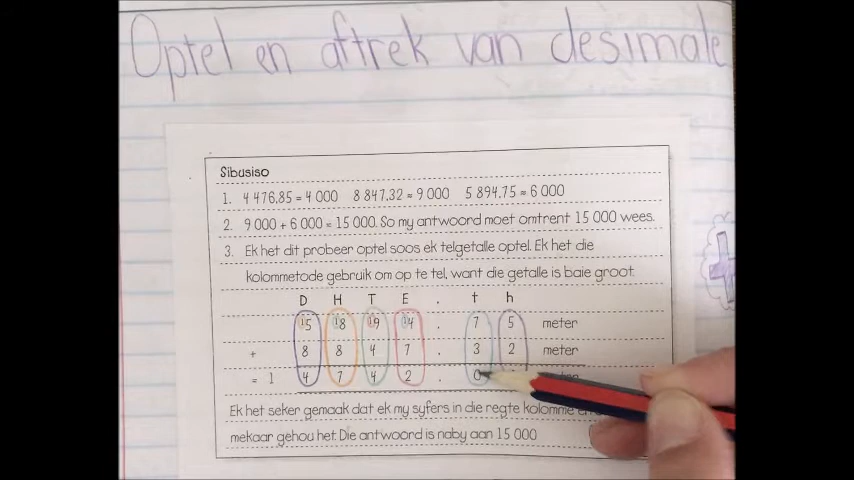 Optel en aftrek van desimale
Sibusiso
1. 4 476,85 ≈ 4 000 8 847,32 ≈ 9 000 5 894,75 ≈ 6 000
2. 9 000 + 6 000 = 15 000. So my antwoord moet omtrent 15 000 wees.
3. Ek het dit probeer optel soos ek telgetalle optel. Ek het die
kolommetode gebruik om op te tel, want die getalle is baie groot.
D H T E . t h
15 18 19 14 . 7 5 meter
+ 8 8 4 7 . 3 2 meter
= 1 4 7 4 2 . 0
Ek het seker gemaak dat ek my syfers in die regte kolomme
mekaar gehou het. Die antwoord is naby aan 15 000